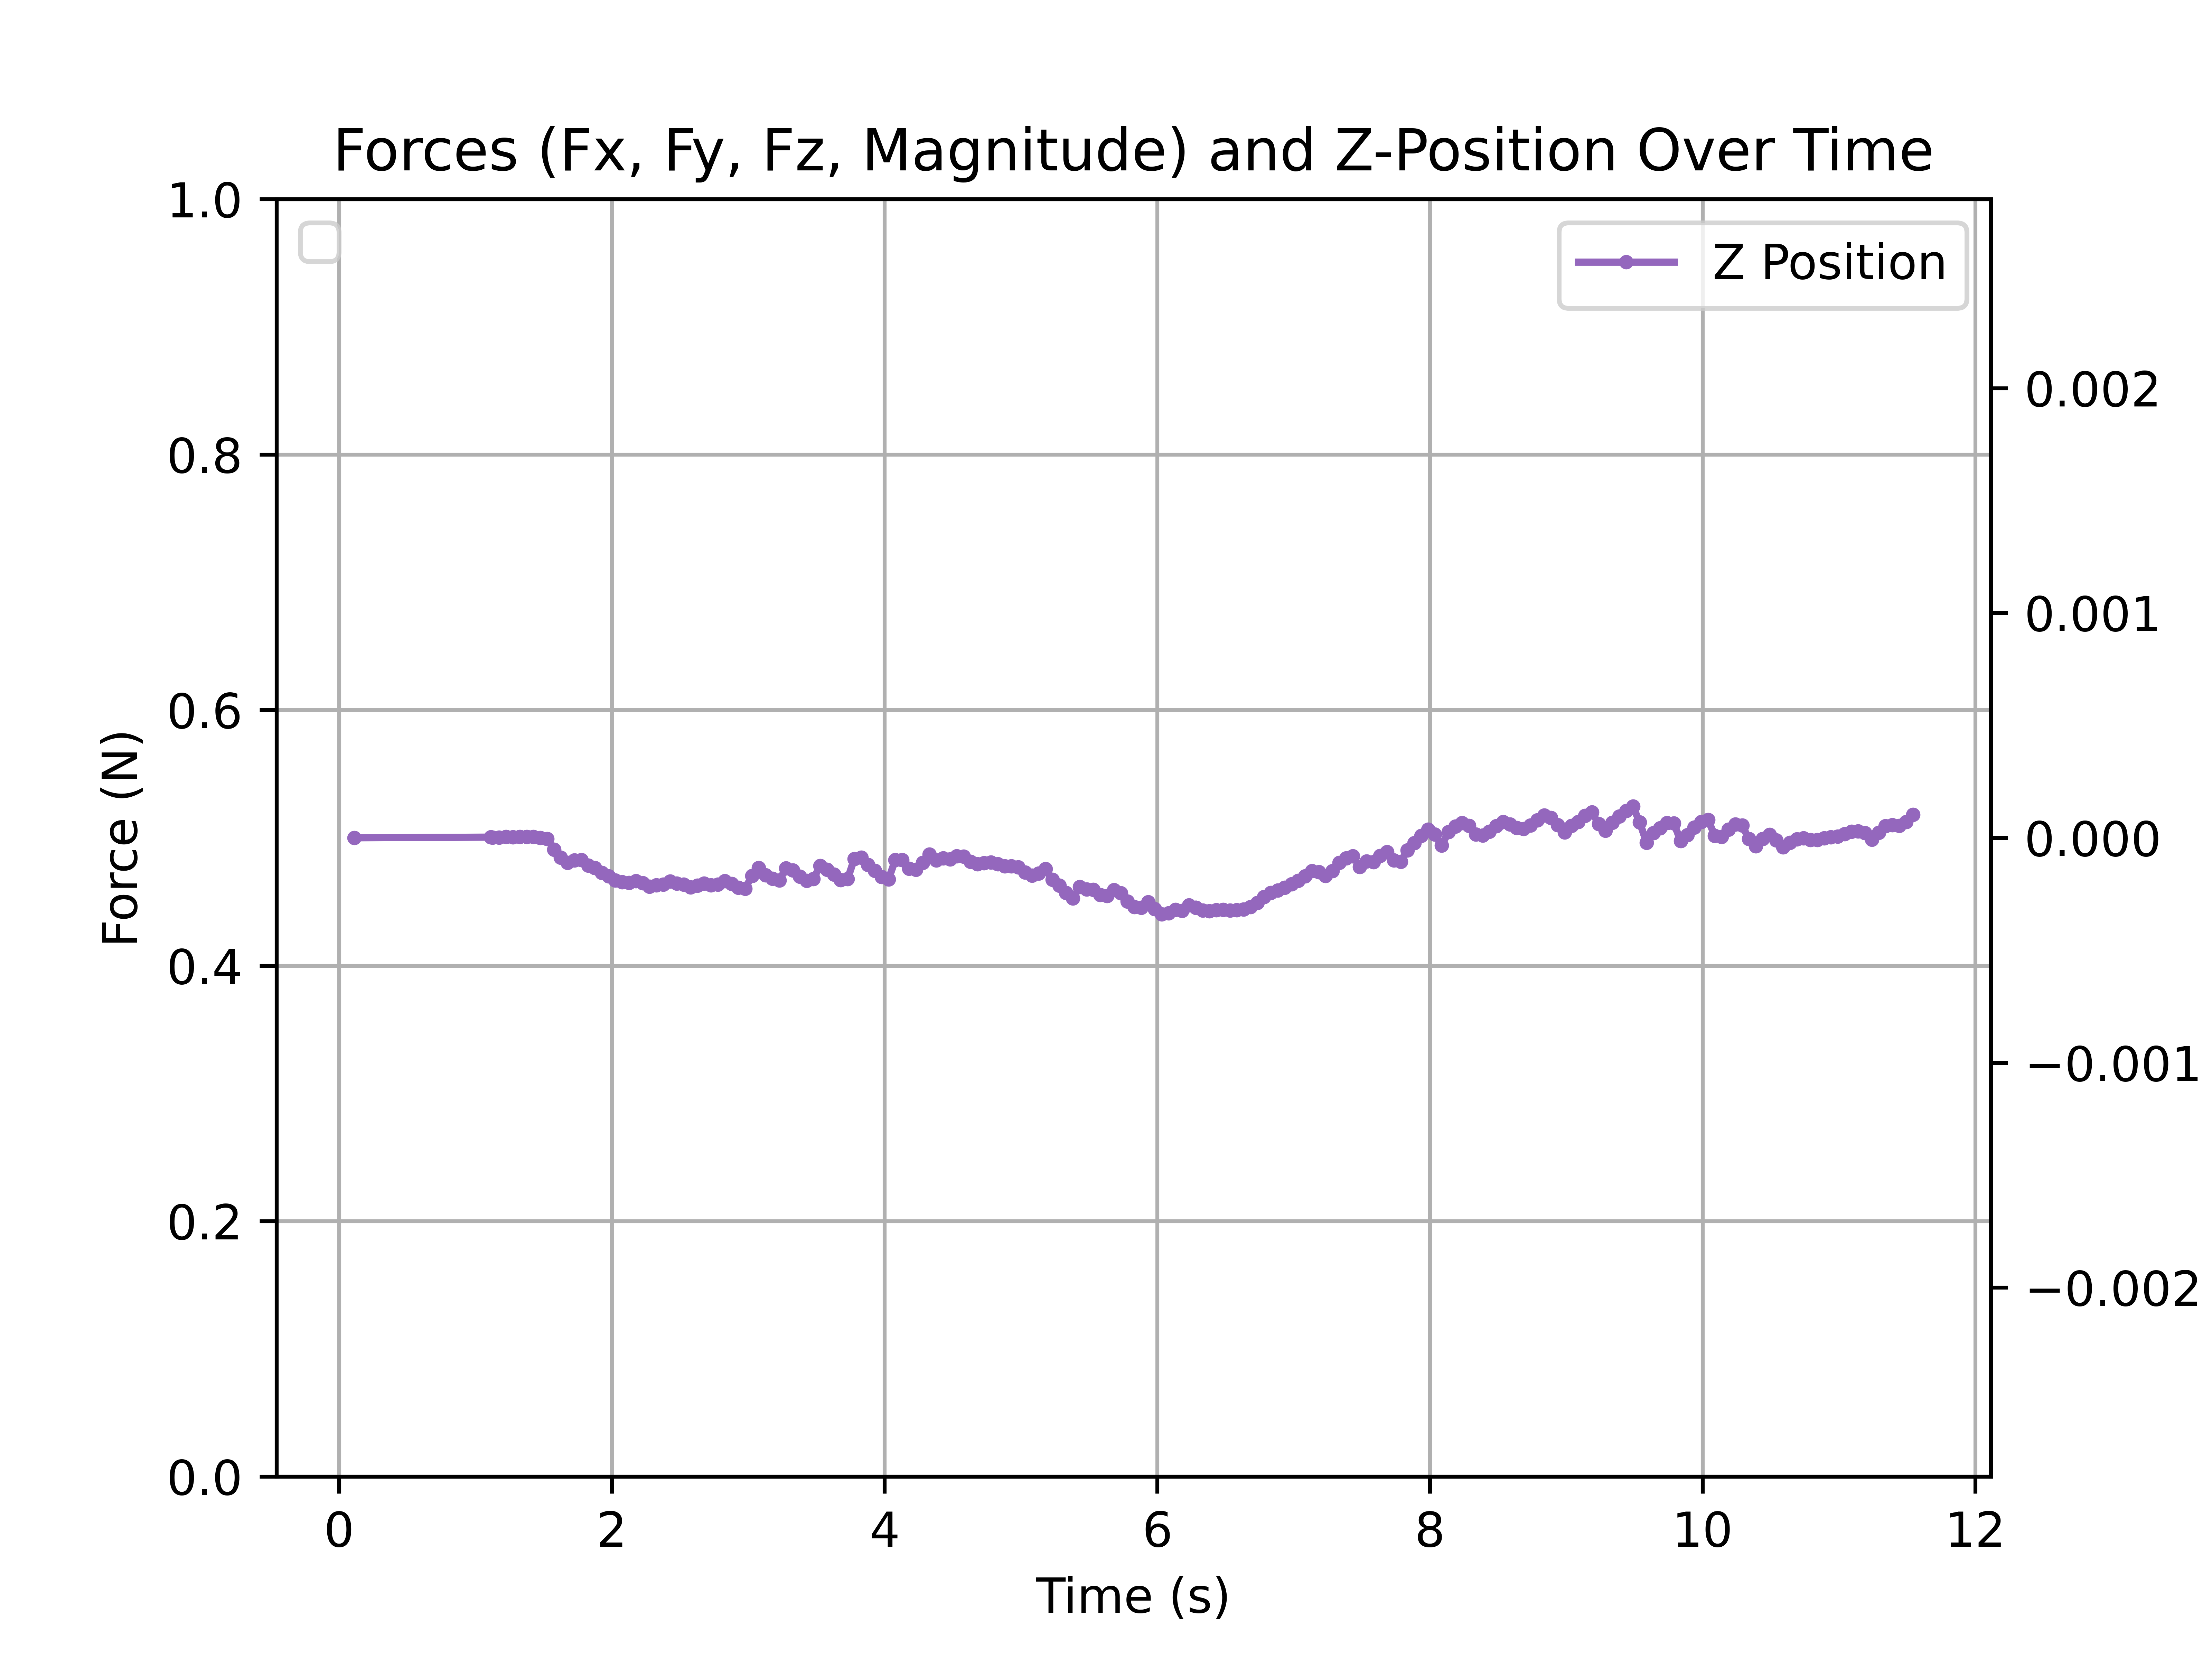 Forces (Fx, Fy, Fz, Magnitude) and Z-Position Over Time
Z Position
1.0
0.8
0.6
0.4
0.2
0.0
Force (N)
0.002
0.001
0.000
−0.001
−0.002
0 2 4 6 8 10 12
Time (s)